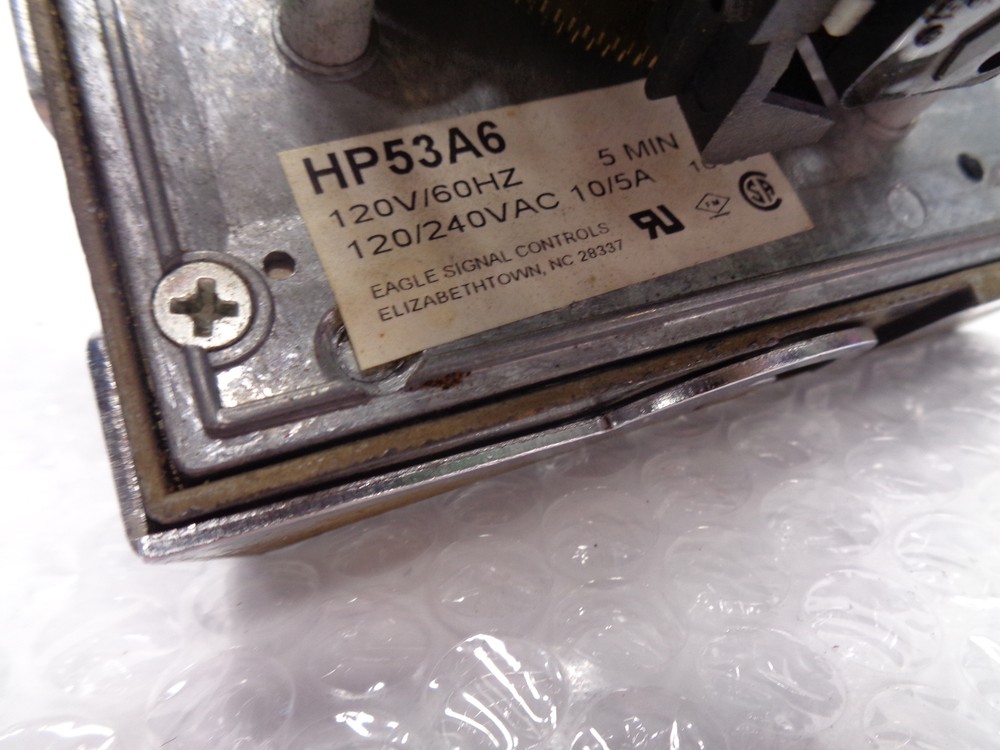 HP53A6
120V/60HZ 5 MIN
120/240VAC 10/5A
EAGLE SIGNAL CONTROLS
ELIZABETHTOWN, NC 28337